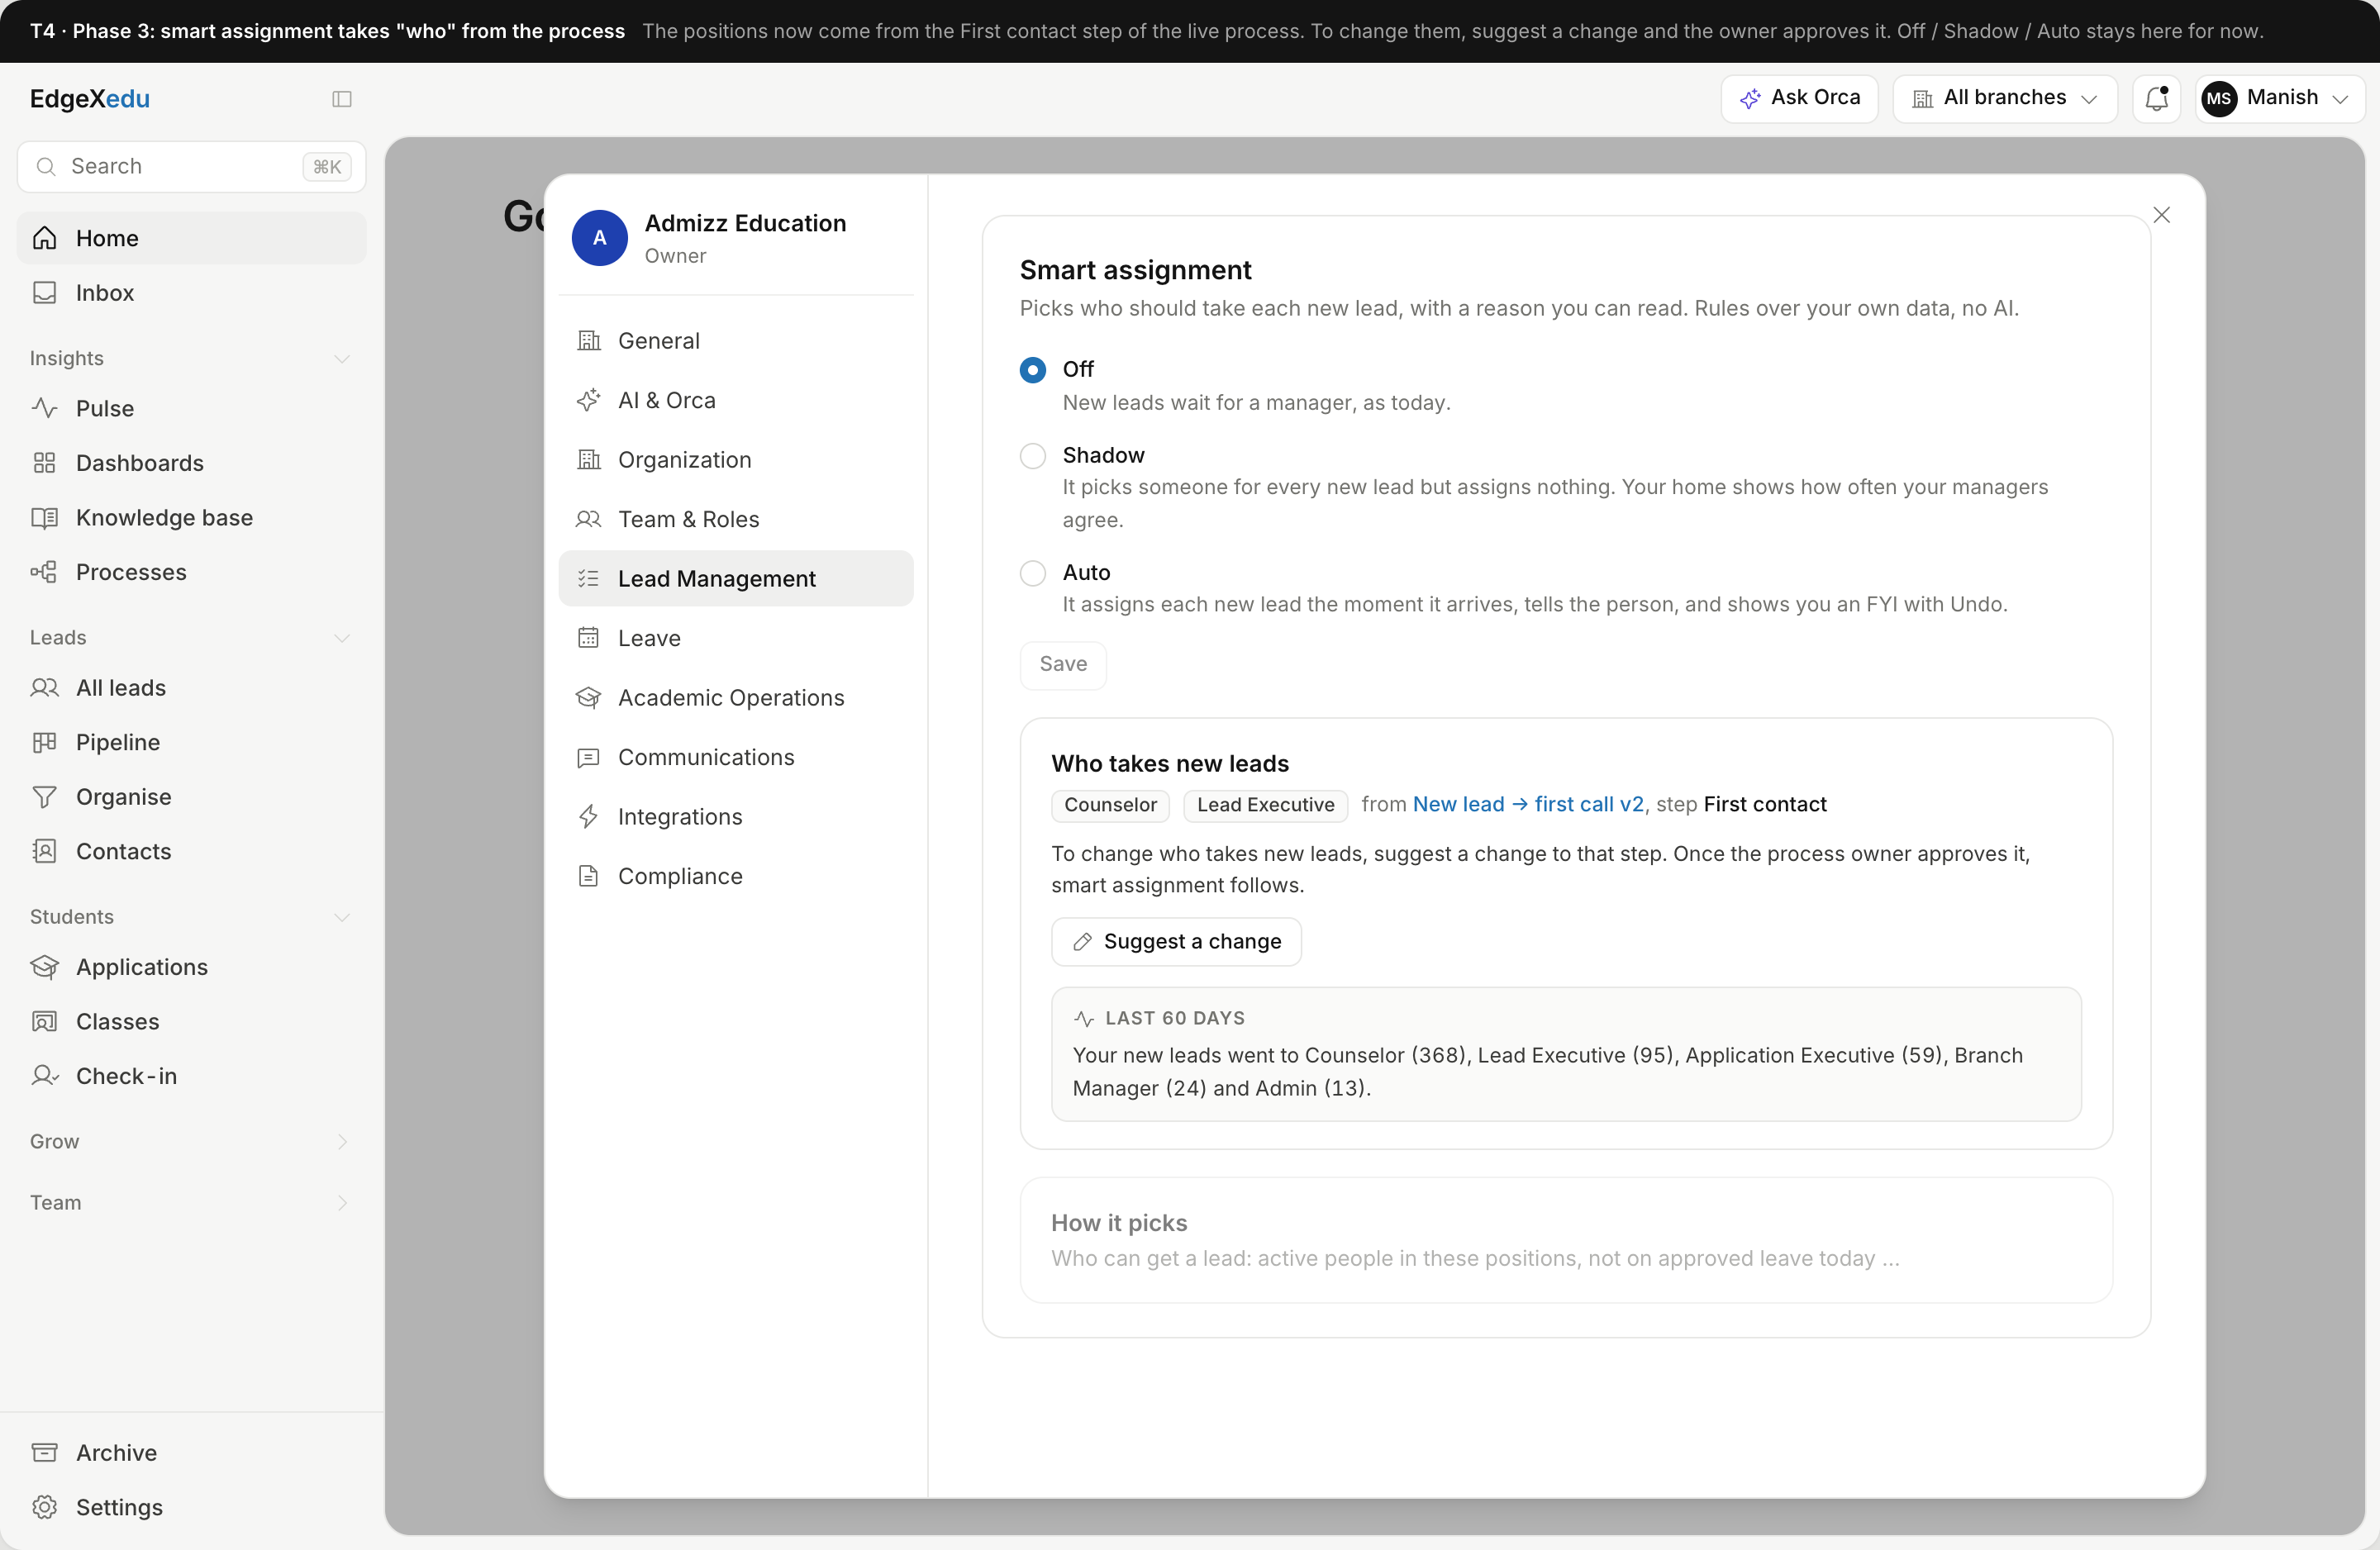 T4 · Phase 3: smart assignment takes "who" from the process The positions now come from the First contact step of the live process. To change them, suggest a change and the owner approves it. Off / Shadow / Auto stays here for now.
EdgeXedu
Ask Orca
All branches
MS Manish
Search ⌘K
Home
Inbox
Insights
Pulse
Dashboards
Knowledge base
Processes
Leads
All leads
Pipeline
Organise
Contacts
Students
Applications
Classes
Check-in
Grow
Team
Archive
Settings
Go
A
Admizz Education
Owner
General
AI & Orca
Organization
Team & Roles
Lead Management
Leave
Academic Operations
Communications
Integrations
Compliance
Smart assignment
Picks who should take each new lead, with a reason you can read. Rules over your own data, no AI.
Off
New leads wait for a manager, as today.
Shadow
It picks someone for every new lead but assigns nothing. Your home shows how often your managers
agree.
Auto
It assigns each new lead the moment it arrives, tells the person, and shows you an FYI with Undo.
Save
Who takes new leads
Counselor Lead Executive from New lead → first call v2, step First contact
To change who takes new leads, suggest a change to that step. Once the process owner approves it,
smart assignment follows.
Suggest a change
LAST 60 DAYS
Your new leads went to Counselor (368), Lead Executive (95), Application Executive (59), Branch
Manager (24) and Admin (13).
How it picks
Who can get a lead: active people in these positions, not on approved leave today ...